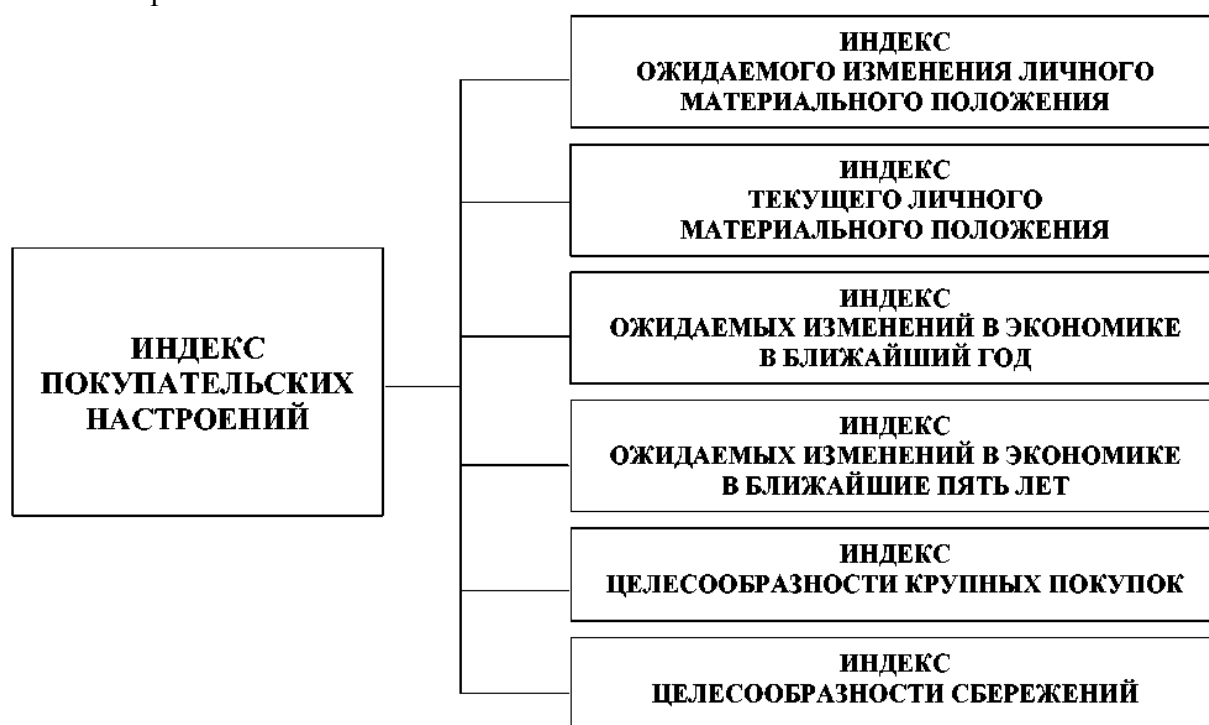 ИНДЕКС
ПОКУПАТЕЛЬСКИХ
НАСТРОЕНИЙ
ИНДЕКС
ОЖИДАЕМОГО ИЗМЕНЕНИЯ ЛИЧНОГО
МАТЕРИАЛЬНОГО ПОЛОЖЕНИЯ
ИНДЕКС
ТЕКУЩЕГО ЛИЧНОГО
МАТЕРИАЛЬНОГО ПОЛОЖЕНИЯ
ИНДЕКС
ОЖИДАЕМЫХ ИЗМЕНЕНИЙ В ЭКОНОМИКЕ
В БЛИЖАЙШИЙ ГОД
ИНДЕКС
ОЖИДАЕМЫХ ИЗМЕНЕНИЙ В ЭКОНОМИКЕ
В БЛИЖАЙШИЕ ПЯТЬ ЛЕТ
ИНДЕКС
ЦЕЛЕСООБРАЗНОСТИ КРУПНЫХ ПОКУПОК
ИНДЕКС
ЦЕЛЕСООБРАЗНОСТИ СБЕРЕЖЕНИЙ